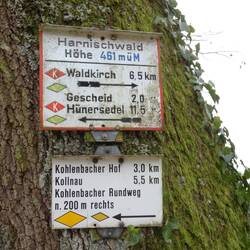 Harnischwald
Höhe 461 müM
K Waldkirch 6,5 km
Gescheid 2,0
K Hünersedel 11,5
Kohlenbacher Hof 3.0 km
Kollnau 5.5 km
Kohlenbacher Rundweg
n. 200 m rechts